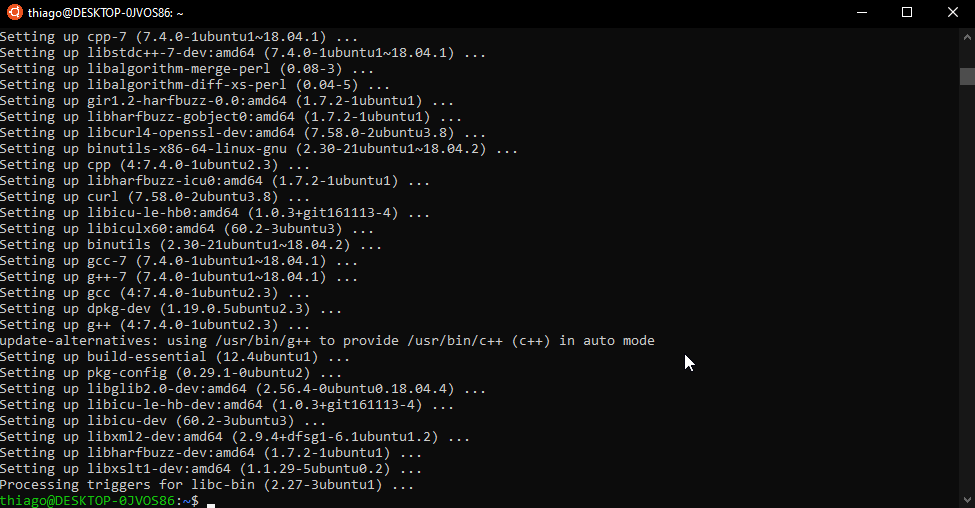 thiago@DESKTOP-0JVOS86: ~
Setting up cpp-7 (7.4.0-1ubuntu1~18.04.1) ...
Setting up libstdc++-7-dev:amd64 (7.4.0-1ubuntu1~18.04.1) ...
Setting up libalgorithm-merge-perl (0.08-3) ...
Setting up libalgorithm-diff-xs-perl (0.04-5) ...
Setting up gir1.2-harfbuzz-0.0:amd64 (1.7.2-1ubuntu1) ...
Setting up libharfbuzz-gobject0:amd64 (1.7.2-1ubuntu1) ...
Setting up libcurl4-openssl-dev:amd64 (7.58.0-2ubuntu3.8) ...
Setting up binutils-x86-64-linux-gnu (2.30-21ubuntu1~18.04.2) ...
Setting up cpp (4:7.4.0-1ubuntu2.3) ...
Setting up libharfbuzz-icu0:amd64 (1.7.2-1ubuntu1) ...
Setting up curl (7.58.0-2ubuntu3.8) ...
Setting up libicu-le-hb0:amd64 (1.0.3+git161113-4) ...
Setting up libiculx60:amd64 (60.2-3ubuntu3) ...
Setting up binutils (2.30-21ubuntu1~18.04.2) ...
Setting up gcc-7 (7.4.0-1ubuntu1~18.04.1) ...
Setting up g++-7 (7.4.0-1ubuntu1~18.04.1) ...
Setting up gcc (4:7.4.0-1ubuntu2.3) ...
Setting up dpkg-dev (1.19.0.5ubuntu2.3) ...
Setting up g++ (4:7.4.0-1ubuntu2.3) ...
update-alternatives: using /usr/bin/g++ to provide /usr/bin/c++ (c++) in auto mode
Setting up build-essential (12.4ubuntu1) ...
Setting up pkg-config (0.29.1-0ubuntu2) ...
Setting up libglib2.0-dev:amd64 (2.56.4-0ubuntu0.18.04.4) ...
Setting up libicu-le-hb-dev:amd64 (1.0.3+git161113-4) ...
Setting up libicu-dev (60.2-3ubuntu3) ...
Setting up libxml2-dev:amd64 (2.9.4+dfsg1-6.1ubuntu1.2) ...
Setting up libharfbuzz-dev:amd64 (1.7.2-1ubuntu1) ...
Setting up libxslt1-dev:amd64 (1.1.29-5ubuntu0.2) ...
Processing triggers for libc-bin (2.27-3ubuntu1) ...
thiago@DESKTOP-0JVOS86:~$